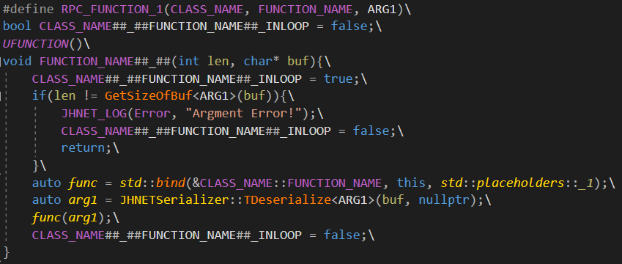 #define RPC_FUNCTION_1(CLASS_NAME, FUNCTION_NAME, ARG1)\
bool CLASS_NAME##_##FUNCTION_NAME##_INLOOP = false;\
UFUNCTION()\
void FUNCTION_NAME##_##(int len, char* buf){\
    CLASS_NAME##_##FUNCTION_NAME##_INLOOP = true;\
    if(len != GetSizeOfBuf<ARG1>(buf)){\
        JHNET_LOG(Error, "Argment Error!");\
        CLASS_NAME##_##FUNCTION_NAME##_INLOOP = false;\
        return;\
    }\
    auto func = std::bind(&CLASS_NAME::FUNCTION_NAME, this, std::placeholders::_1);\
    auto arg1 = JHNETSerializer::TDeserialize<ARG1>(buf, nullptr);\
    func(arg1);\
    CLASS_NAME##_##FUNCTION_NAME##_INLOOP = false;\
}